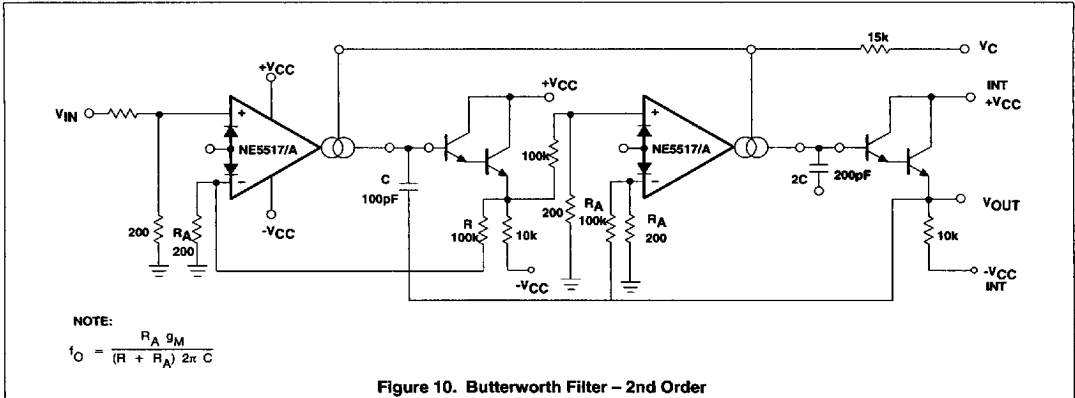 15k
VC
+VCC
+VCC
INT
+VCC
VIN
+
NE5517/A
−
-VCC
200
RA
200
C
100pF
R
100k
10k
-VCC
100k
200
+
NE5517/A
−
RA
100k
RA
200
2C
200pF
VOUT
10k
-VCC
INT
NOTE:
fO = RA gM / (R + RA) 2π C
Figure 10. Butterworth Filter – 2nd Order